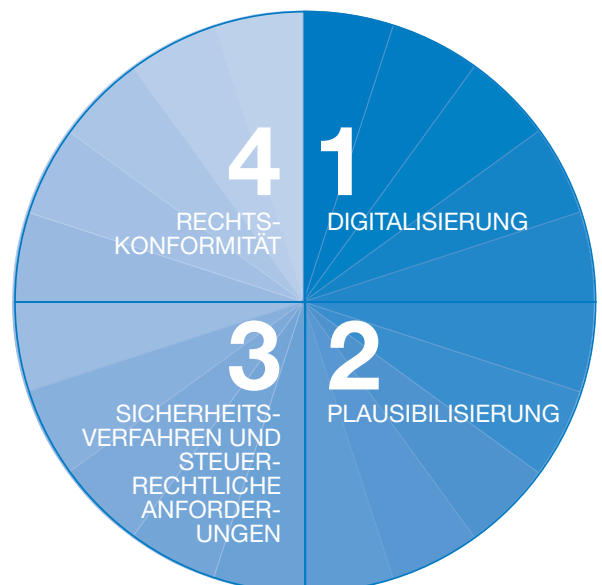 1
DIGITALISIERUNG
2
PLAUSIBILISIERUNG
3
SICHERHEITS-
VERFAHREN UND
STEUER-
RECHTLICHE
ANFORDER-
UNGEN
4
RECHTS-
KONFORMITÄT